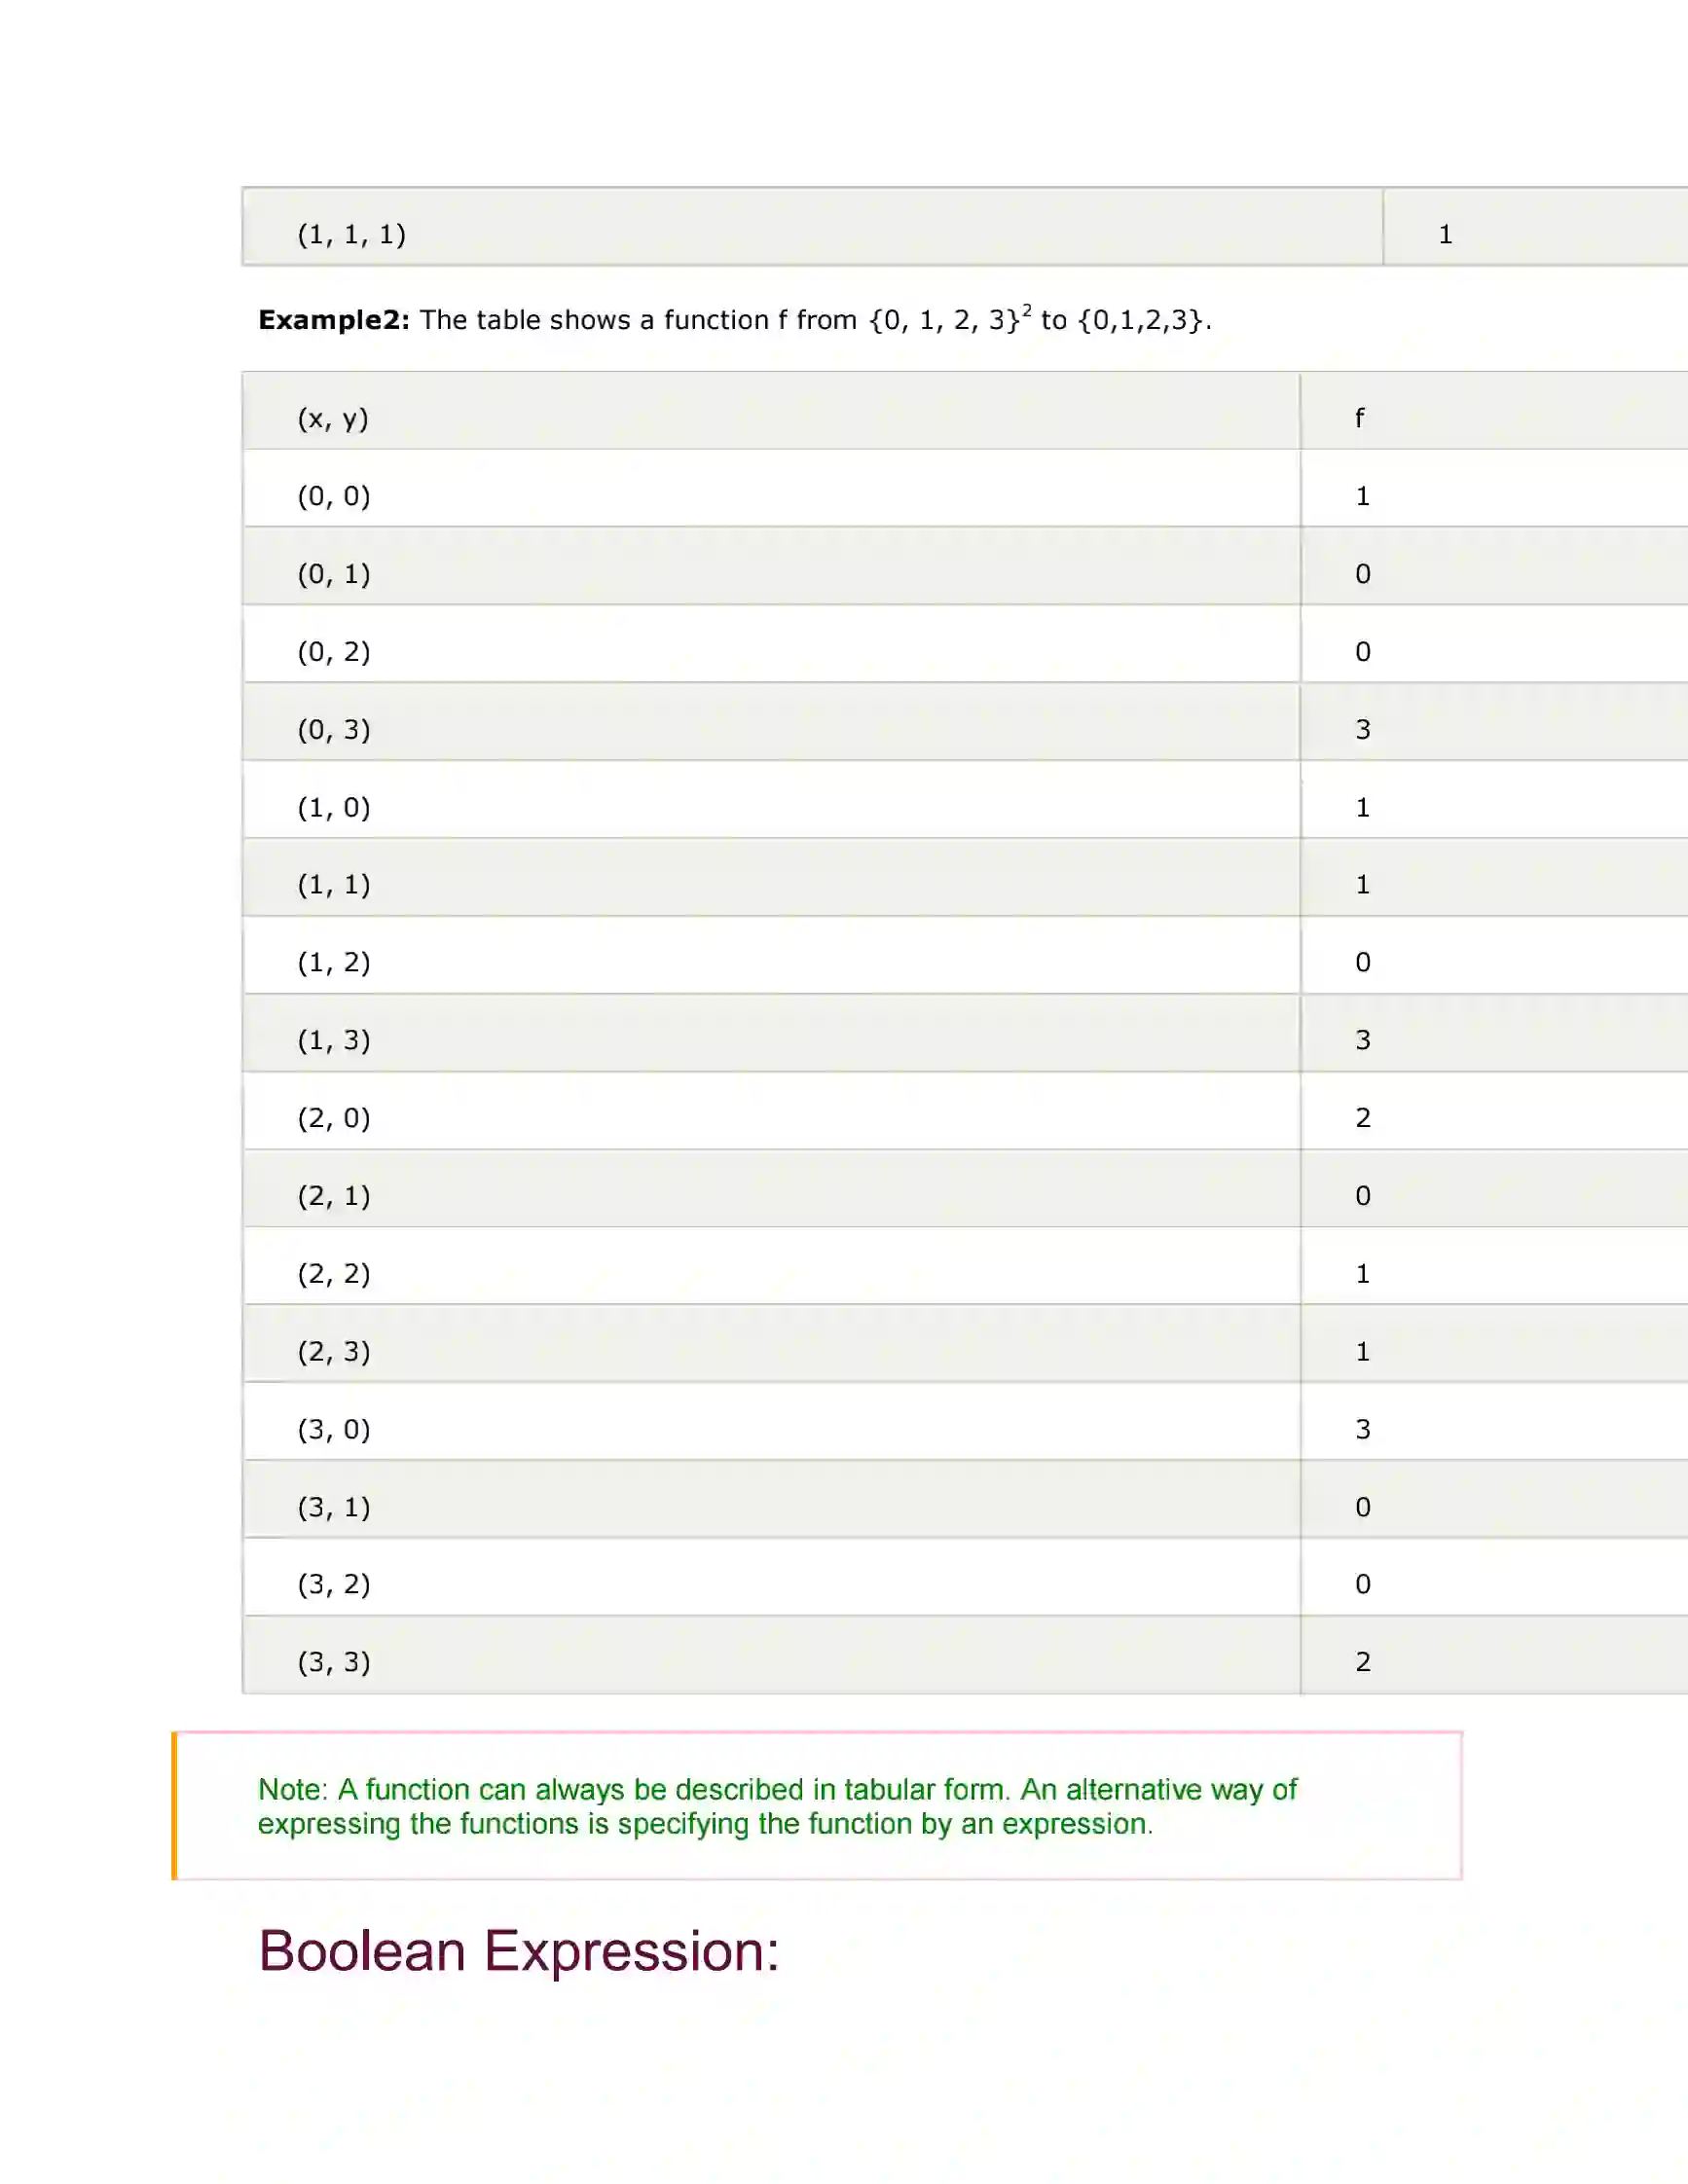 (1, 1, 1) 1
Example2: The table shows a function f from {0, 1, 2, 3}² to {0,1,2,3}.
(x, y) f
(0, 0) 1
(0, 1) 0
(0, 2) 0
(0, 3) 3
(1, 0) 1
(1, 1) 1
(1, 2) 0
(1, 3) 3
(2, 0) 2
(2, 1) 0
(2, 2) 1
(2, 3) 1
(3, 0) 3
(3, 1) 0
(3, 2) 0
(3, 3) 2
Note: A function can always be described in tabular form. An alternative way of
expressing the functions is specifying the function by an expression.
Boolean Expression: